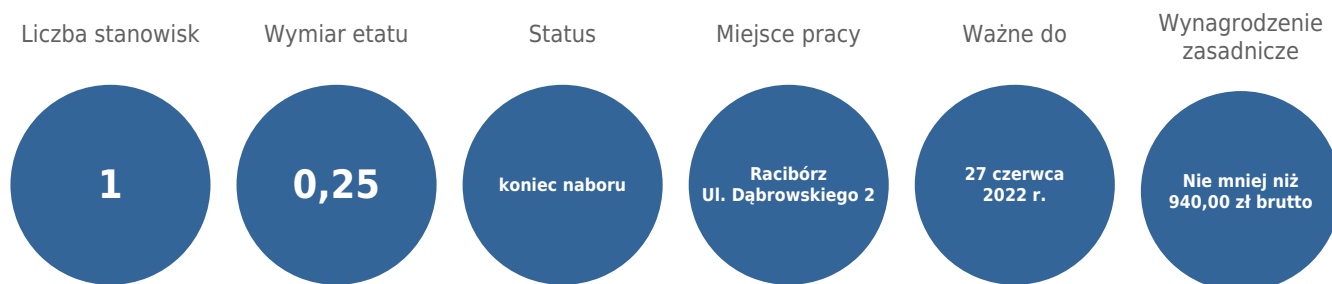 Liczba stanowisk
1
Wymiar etatu
0,25
Status
koniec naboru
Miejsce pracy
Racibórz
Ul. Dąbrowskiego 2
Ważne do
27 czerwca
2022 r.
Wynagrodzenie
zasadnicze
Nie mniej niż
940,00 zł brutto